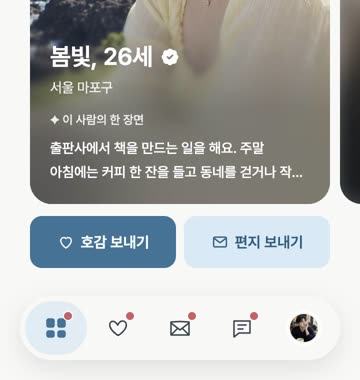 봄빛, 26세
서울 마포구
이 사람의 한 장면
출판사에서 책을 만드는 일을 해요. 주말
아침에는 커피 한 잔을 들고 동네를 걷거나 작...
호감 보내기
편지 보내기